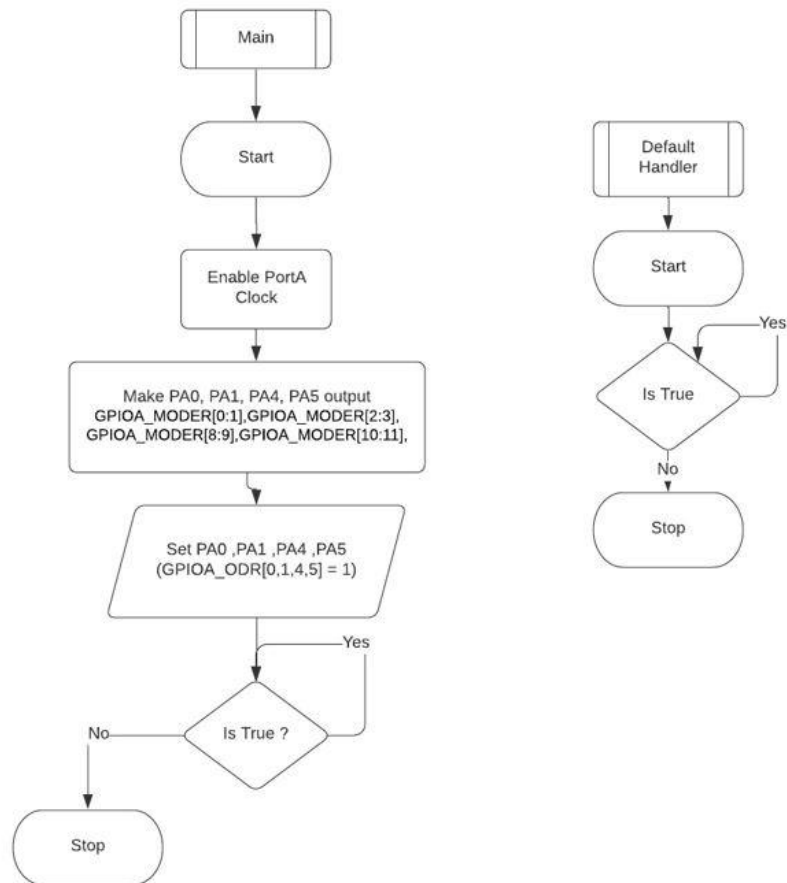 Main
Start
Enable PortA
Clock
Make PA0, PA1, PA4, PA5 output
GPIOA_MODER[0:1],GPIOA_MODER[2:3],
GPIOA_MODER[8:9],GPIOA_MODER[10:11],
Set PA0 ,PA1 ,PA4 ,PA5
(GPIOA_ODR[0,1,4,5] = 1)
Yes
Is True ?
No
Stop
Default
Handler
Start
Yes
Is True
No
Stop